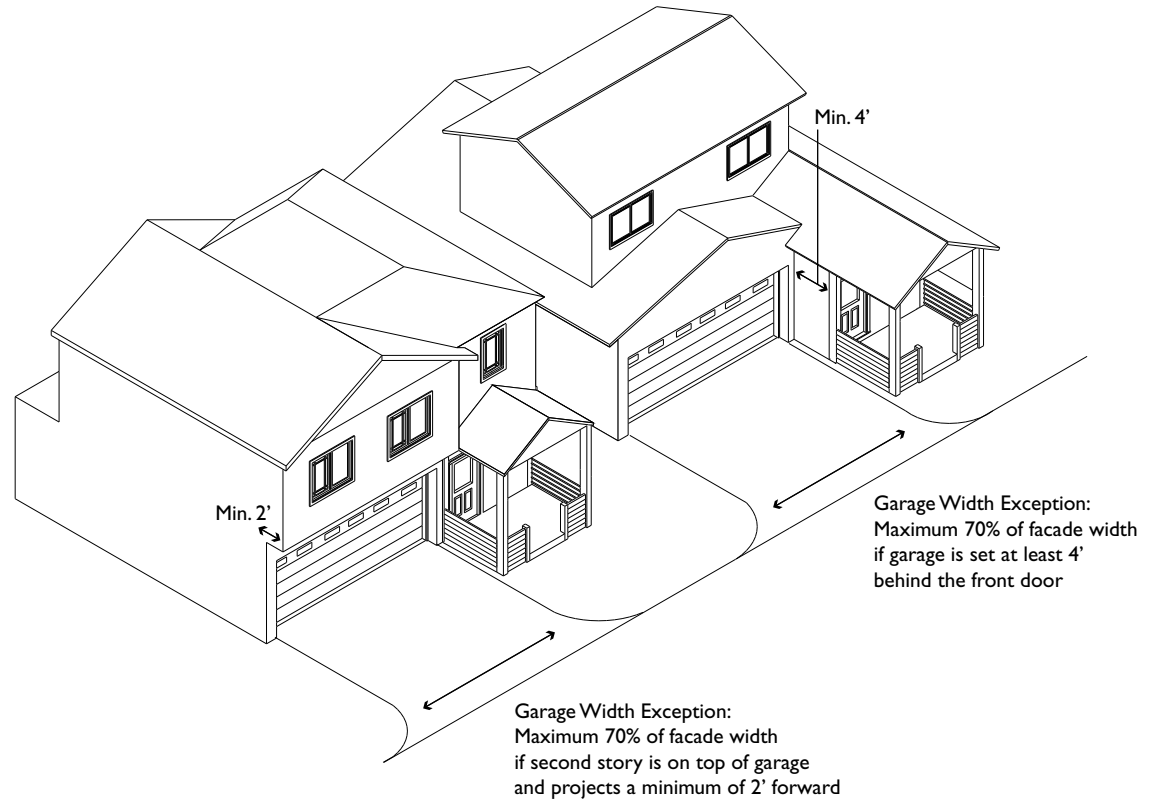 Min. 4’
Min. 2’
Garage Width Exception:
Maximum 70% of facade width
if garage is set at least 4’
behind the front door
Garage Width Exception:
Maximum 70% of facade width
if second story is on top of garage
and projects a minimum of 2’ forward